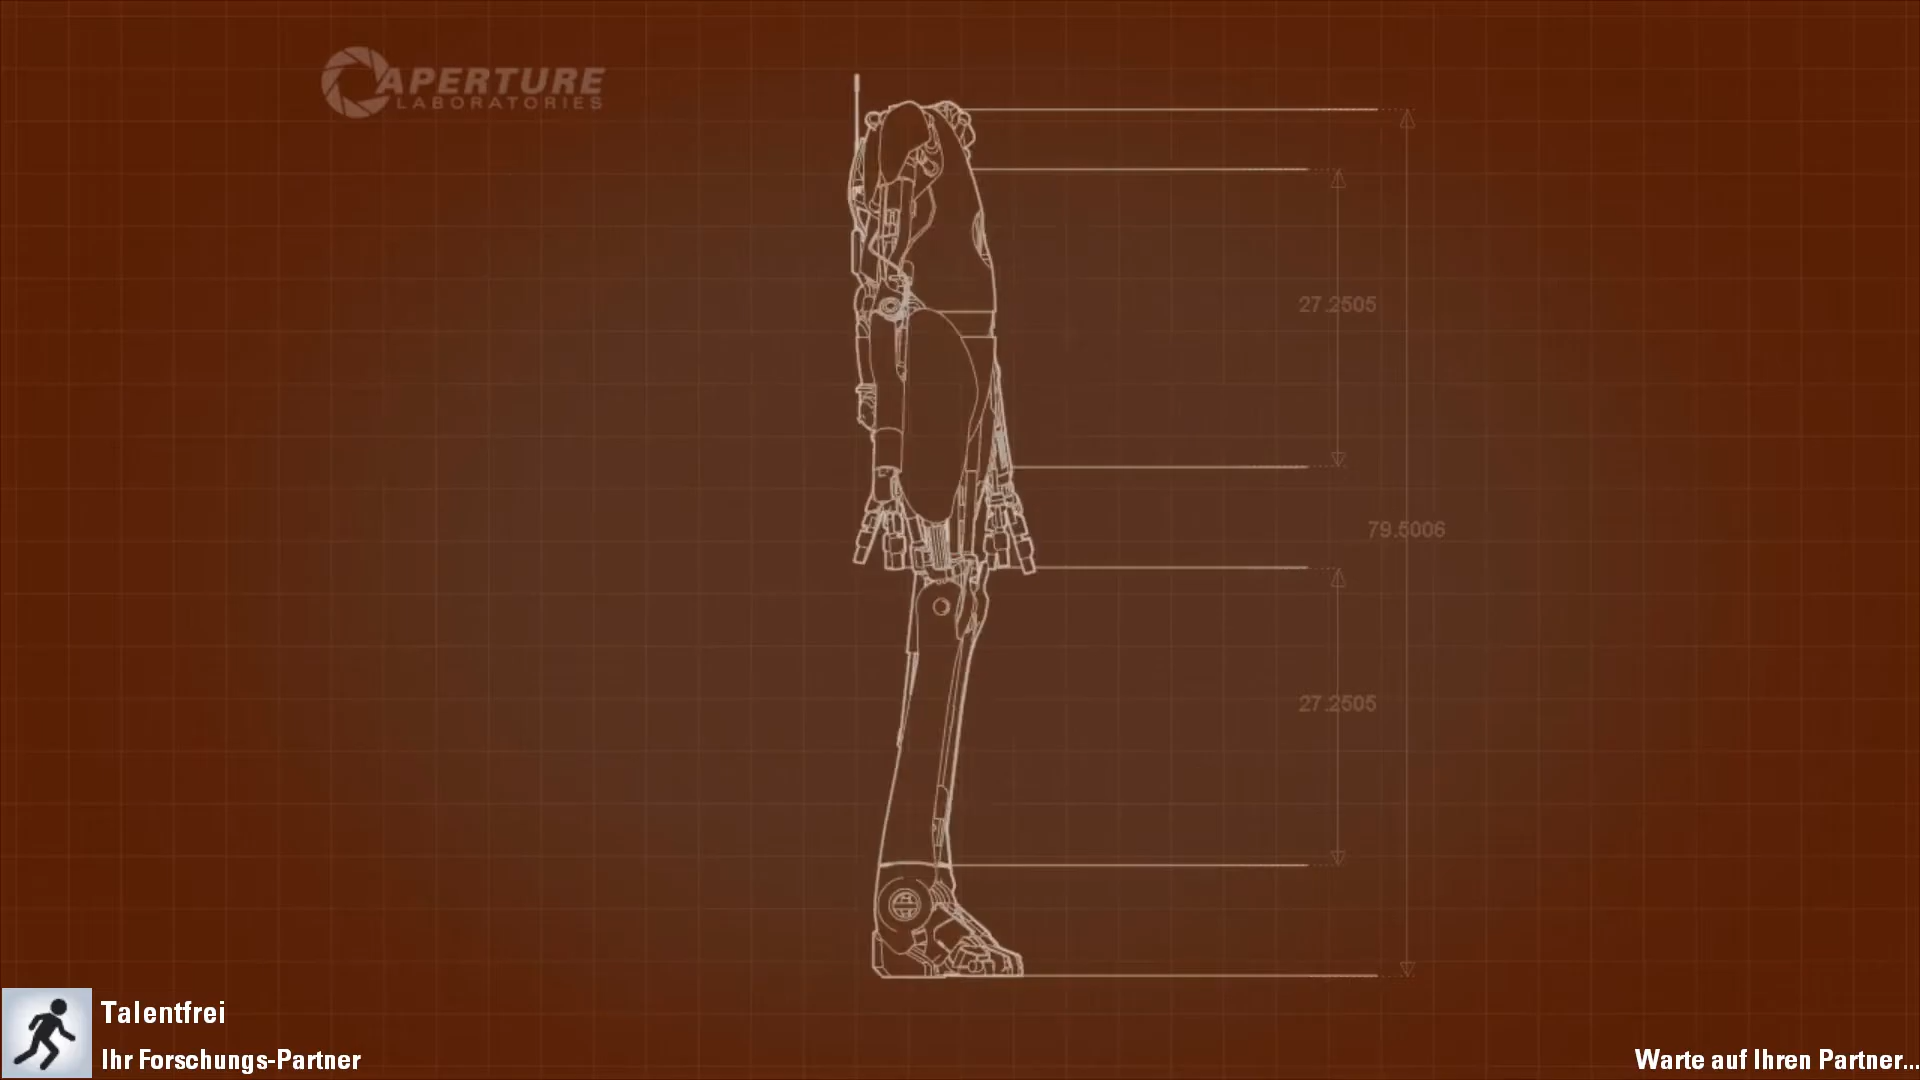 APERTURE
LABORATORIES
27.2505
79.5006
27.2505
Talentfrei
Ihr Forschungs-Partner
Warte auf Ihren Partner...